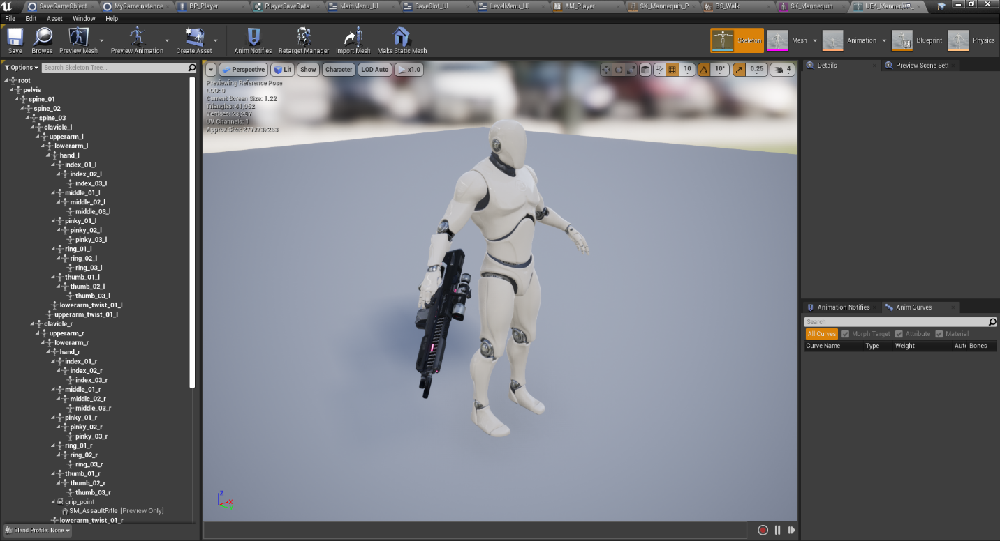 SaveGameObject
MyGameInstance
BP_Player
PlayerSaveData
MainMenu_UI
SaveSlot_UI
LevelMenu_UI
AM_Player
SK_Mannequin_P
BS_Walk
SK_Mannequin
UE4_Mannequin_
File Edit Asset Window Help
Save
Browse
Preview Mesh
Preview Animation
Create Asset
Anim Notifies
Retarget Manager
Import Mesh
Make Static Mesh
Skeleton
Mesh
Animation
Blueprint
Physics
Options
Search Skeleton Tree...
root
pelvis
spine_01
spine_02
spine_03
clavicle_l
upperarm_l
lowerarm_l
hand_l
index_01_l
index_02_l
index_03_l
middle_01_l
middle_02_l
middle_03_l
pinky_01_l
pinky_02_l
pinky_03_l
ring_01_l
ring_02_l
ring_03_l
thumb_01_l
thumb_02_l
thumb_03_l
lowerarm_twist_01_l
upperarm_twist_01_l
clavicle_r
upperarm_r
lowerarm_r
hand_r
index_01_r
index_02_r
index_03_r
middle_01_r
middle_02_r
middle_03_r
pinky_01_r
pinky_02_r
pinky_03_r
ring_01_r
ring_02_r
ring_03_r
thumb_01_r
thumb_02_r
thumb_03_r
grip_point
SM_AssaultRifle [Preview Only]
lowerarm_twist_01_r
Blend Profile: None
Perspective
Lit
Show
Character
LOD Auto
x1.0
10
10°
0.25
4
Previewing Reference Pose
LOD: 0
Current Screen Size: 1.22
Triangles: 41,052
Vertices: 23,297
UV Channels: 1
Approx Size: 277x73x283
Z
X
Details
Preview Scene Sett
Animation Notifies
Anim Curves
Search
All Curves
Morph Target
Attribute
Material
Curve Name Type Weight Auto Bones